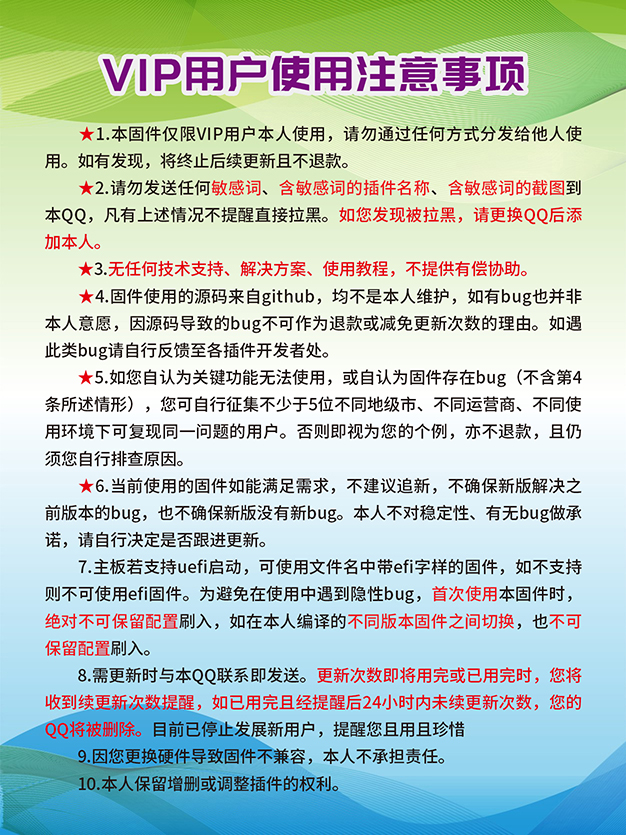 VIP用户使用注意事项
★1.本固件仅限VIP用户本人使用，请勿通过任何方式分发给他人使
用。如有发现，将终止后续更新且不退款。
★2.请勿发送任何敏感词、含敏感词的插件名称、含敏感词的截图到
本QQ，凡有上述情况不提醒直接拉黑。如您发现被拉黑，请更换QQ后添
加本人。
★3.无任何技术支持、解决方案、使用教程，不提供有偿协助。
★4.固件使用的源码来自github，均不是本人维护，如有bug也并非
本人意愿，因源码导致的bug不可作为退款或减免更新次数的理由。如遇
此类bug请自行反馈至各插件开发者处。
★5.如您自认为关键功能无法使用，或自认为固件存在bug（不含第4
条所述情形），您可自行征集不少于5位不同地级市、不同运营商、不同使
用环境下可复现同一问题的用户。否则即视为您的个例，亦不退款，且仍
须您自行排查原因。
★6.当前使用的固件如能满足需求，不建议追新，不确保新版解决之
前版本的bug，也不确保新版没有新bug。本人不对稳定性、有无bug做承
诺，请自行决定是否跟进更新。
7.主板若支持uefi启动，可使用文件名中带efi字样的固件，如不支持
则不可使用efi固件。为避免在使用中遇到隐性bug，首次使用本固件时，
绝对不可保留配置刷入，如在本人编译的不同版本固件之间切换，也不可
保留配置刷入。
8.需更新时与本QQ联系即发送。更新次数即将用完或已用完时，您将
收到续更新次数提醒，如已用完且经提醒后24小时内未续更新次数，您的
QQ将被删除。目前已停止发展新用户，提醒您且用且珍惜
9.因您更换硬件导致固件不兼容，本人不承担责任。
10.本人保留增删或调整插件的权利。